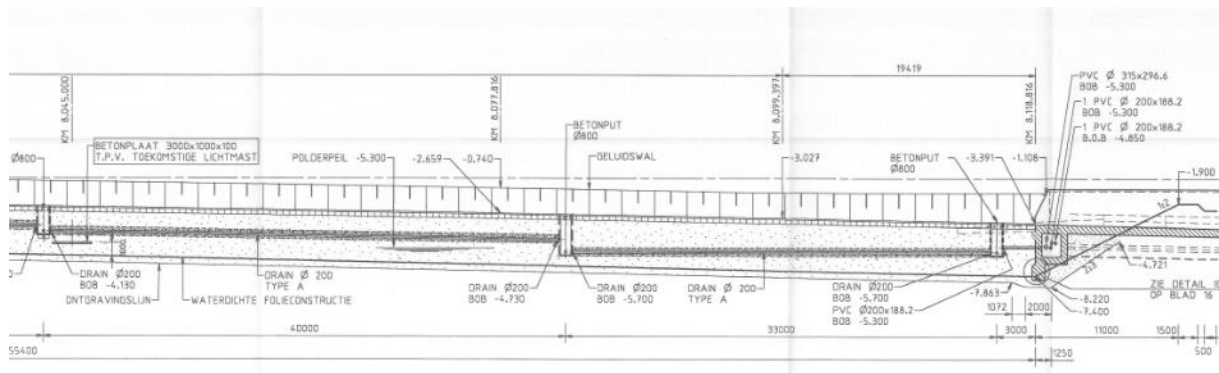 19419
KM 8.045.000
KM 8.077.816
KM 8.099.397
KM 8.118.816
PVC Ø 315x296.6
BOB -5.300
1 PVC Ø 200x188.2
BOB -5.300
1 PVC Ø 200x188.2
B.O.B -4.850
BETONPUT
Ø800
BETONPLAAT 3000x1000x100
T.P.V. TOEKOMSTIGE LICHTMAST
Ø800
POLDERPEIL -5.300
-2.659
-0.740
GELUIDSWAL
-3.027
BETONPUT
Ø800
-3.391
-1.108
-1.900
1:2
2:3
-4.721
DRAIN Ø200
BOB -4.130
DRAIN Ø 200
TYPE A
ONTGRAVINGSLIJN
WATERDICHTE FOLIECONSTRUCTIE
DRAIN Ø200
BOB -4.730
DRAIN Ø200
BOB -5.700
DRAIN Ø 200
TYPE A
DRAIN Ø200
BOB -5.700
PVC Ø200x188.2
BOB -5.300
-7.863
ZIE DETAIL
OP BLAD 16
-8.220
-7.400
1072
2000
40000
33000
3000
11000
1500
500
55400
1250